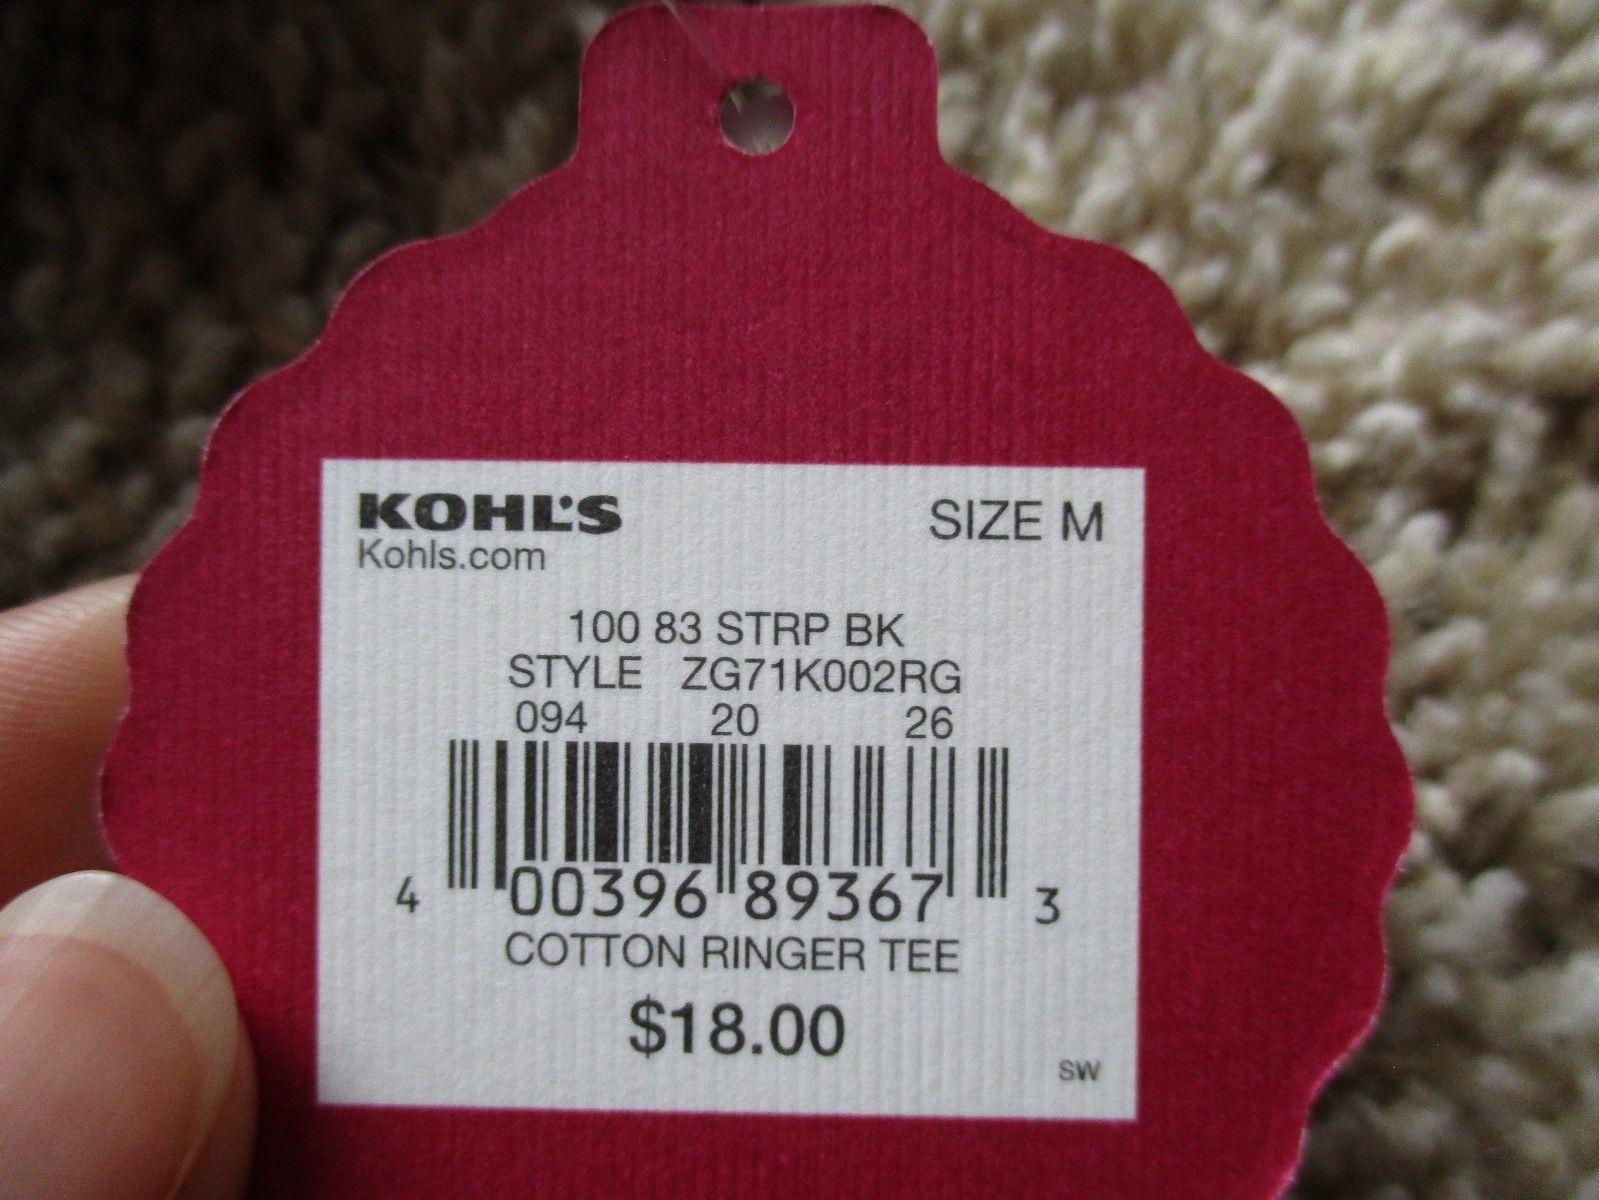 KOHL'S SIZE M
Kohls.com
100 83 STRP BK
STYLE ZG71K002RG
094 20 26
4 00396 89367 3
COTTON RINGER TEE
$18.00
SW